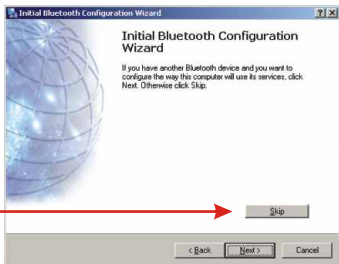 Initial Bluetooth Configuration Wizard
Initial Bluetooth Configuration
Wizard
If you have another Bluetooth device and you want to
configure the way this computer will use its services, click
Next. Otherwise click Skip.
Skip
< Back Next > Cancel